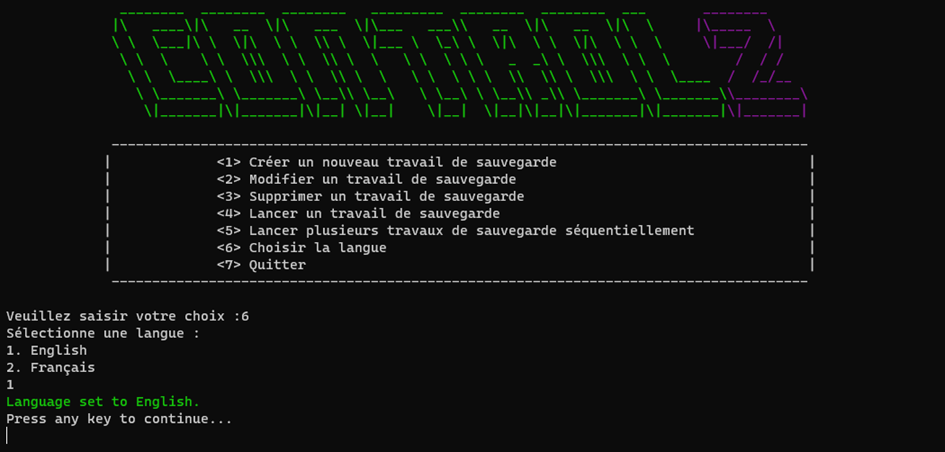 CONTROLZ
<1> Créer un nouveau travail de sauvegarde
<2> Modifier un travail de sauvegarde
<3> Supprimer un travail de sauvegarde
<4> Lancer un travail de sauvegarde
<5> Lancer plusieurs travaux de sauvegarde séquentiellement
<6> Choisir la langue
<7> Quitter
Veuillez saisir votre choix :6
Sélectionne une langue :
1. English
2. Français
1
Language set to English.
Press any key to continue...